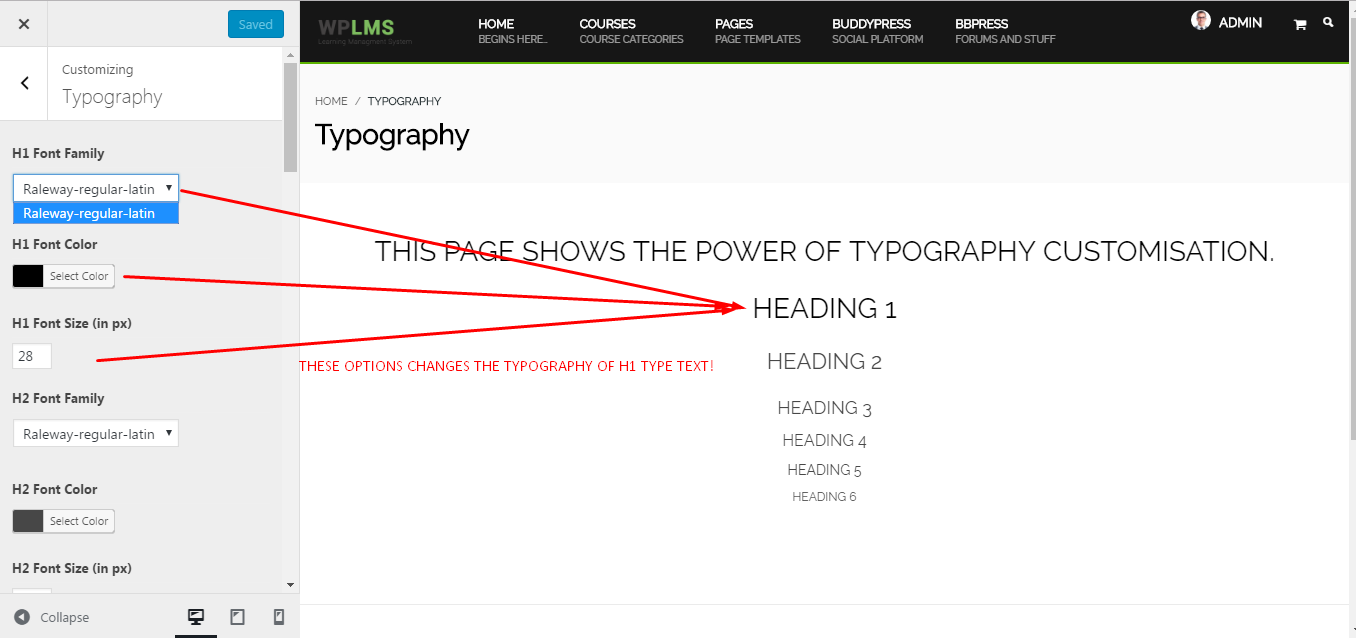 Saved
Customizing
Typography
H1 Font Family
Raleway-regular-latin
Raleway-regular-latin
H1 Font Color
Select Color
H1 Font Size (in px)
28
H2 Font Family
Raleway-regular-latin
H2 Font Color
Select Color
H2 Font Size (in px)
Collapse
WPLMS
Learning Managment System
HOME
BEGINS HERE..
COURSES
COURSE CATEGORIES
PAGES
PAGE TEMPLATES
BUDDYPRESS
SOCIAL PLATFORM
BBPRESS
FORUMS AND STUFF
ADMIN
HOME / TYPOGRAPHY
Typography
THIS PAGE SHOWS THE POWER OF TYPOGRAPHY CUSTOMISATION.
HEADING 1
THESE OPTIONS CHANGES THE TYPOGRAPHY OF H1 TYPE TEXT!
HEADING 2
HEADING 3
HEADING 4
HEADING 5
HEADING 6